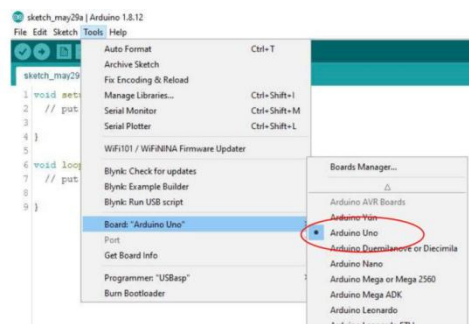 sketch_may29a | Arduino 1.8.12
File Edit Sketch Tools Help
sketch_may29
1 void set
2 // put
3
4 }
5
6 void loop
7 // put
8
9 }
Auto Format Ctrl+T
Archive Sketch
Fix Encoding & Reload
Manage Libraries... Ctrl+Shift+I
Serial Monitor Ctrl+Shift+M
Serial Plotter Ctrl+Shift+L
WiFi101 / WiFiNINA Firmware Updater
Blynk: Check for updates
Blynk: Example Builder
Blynk: Run USB script
Board: "Arduino Uno"
Port
Get Board Info
Programmer: "USBasp"
Burn Bootloader
Boards Manager...
Arduino AVR Boards
Arduino Yún
Arduino Uno
Arduino Duemilanove or Diecimila
Arduino Nano
Arduino Mega or Mega 2560
Arduino Mega ADK
Arduino Leonardo